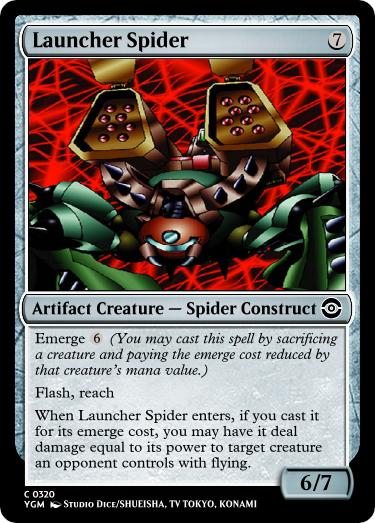 Launcher Spider 7
Artifact Creature — Spider Construct
Emerge 6 (You may cast this spell by sacrificing
a creature and paying the emerge cost reduced by
that creature's mana value.)
Flash, reach
When Launcher Spider enters, if you cast it
for its emerge cost, you may have it deal
damage equal to its power to target creature
an opponent controls with flying.
6/7
C 0320
YGM Studio Dice/SHUEISHA, TV TOKYO, KONAMI